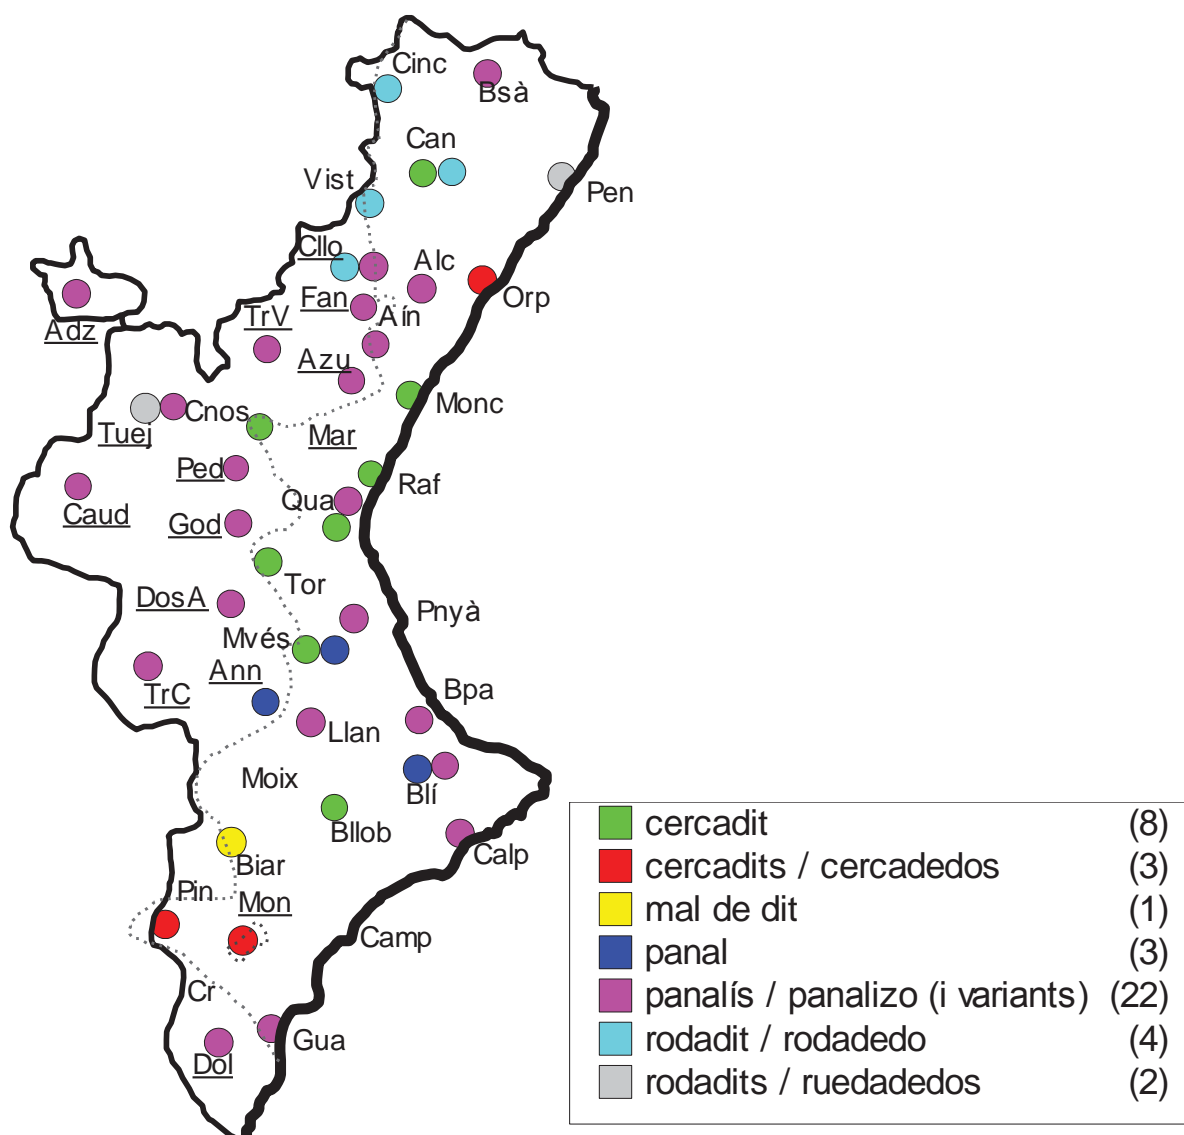 Cinc
Bsà
Can
Vist
Pen
Cllo
Alc
Orp
Fan
TrV
Aín
Adz
Azu
Monc
Cnos
Tuej
Mar
Ped
Raf
Qua
Caud
God
Tor
DosA
Pnyà
Mvés
Ann
TrC
Bpa
Llan
Moix
Blí
Bllob
Calp
Biar
Pin
Mon
Camp
Cr
Gua
Dol
cercadit (8)
cercadits / cercadedos (3)
mal de dit (1)
panal (3)
panalís / panalizo (i variants) (22)
rodadit / rodadedo (4)
rodadits / ruedadedos (2)